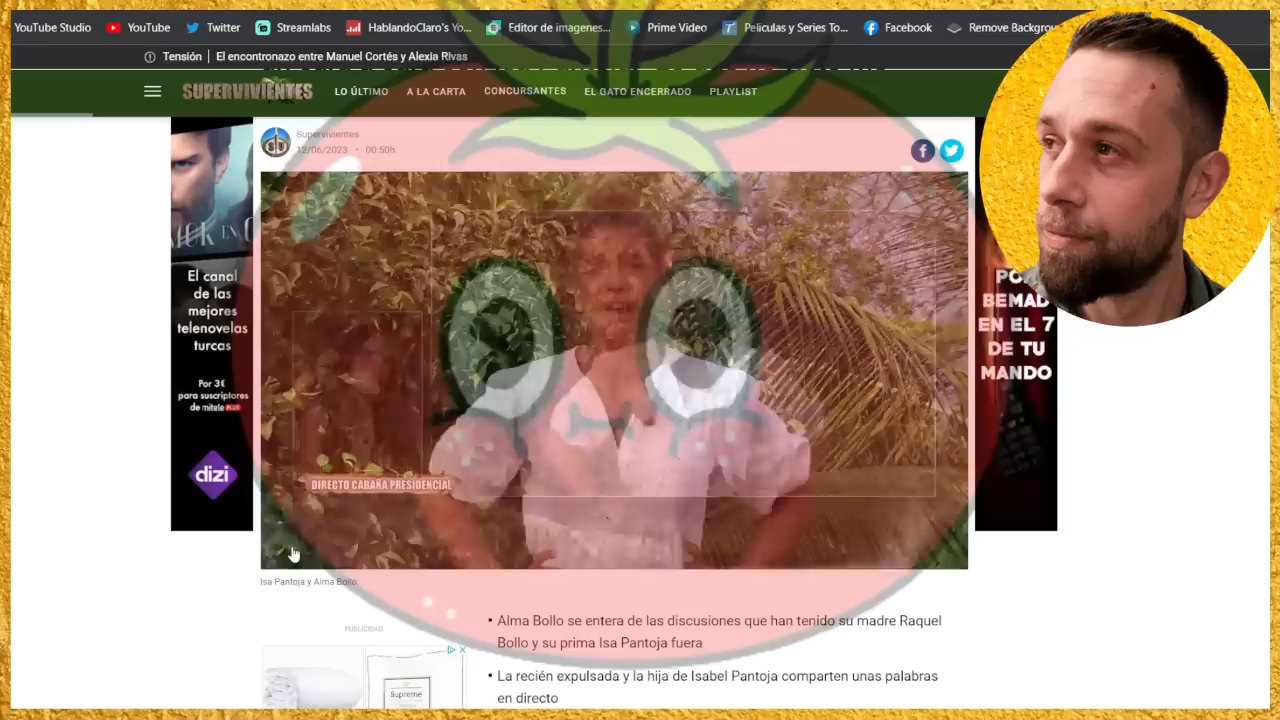 YouTube Studio YouTube Twitter Streamlabs HablandoClaro's Yo... Editor de imagenes... Prime Video Peliculas y Series To... Facebook Remove Backgrou
Tensión El encontronazo entre Manuel Cortés y Alexia Rivas
SUPERVIVIENTES LO ÚLTIMO A LA CARTA CONCURSANTES EL GATO ENCERRADO PLAYLIST
Supervivientes
12/06/2023 · 00:50h.
El canal
de las
mejores
telenovelas
turcas
Por 3€
para suscriptores
de mitele PLUS
dizi
BEMAD
EN EL 7
DE TU
MANDO
DIRECTO CABAÑA PRESIDENCIAL
Isa Pantoja y Alma Bollo
PUBLICIDAD
• Alma Bollo se entera de las discusiones que han tenido su madre Raquel
Bollo y su prima Isa Pantoja fuera
• La recién expulsada y la hija de Isabel Pantoja comparten unas palabras
en directo
Supreme